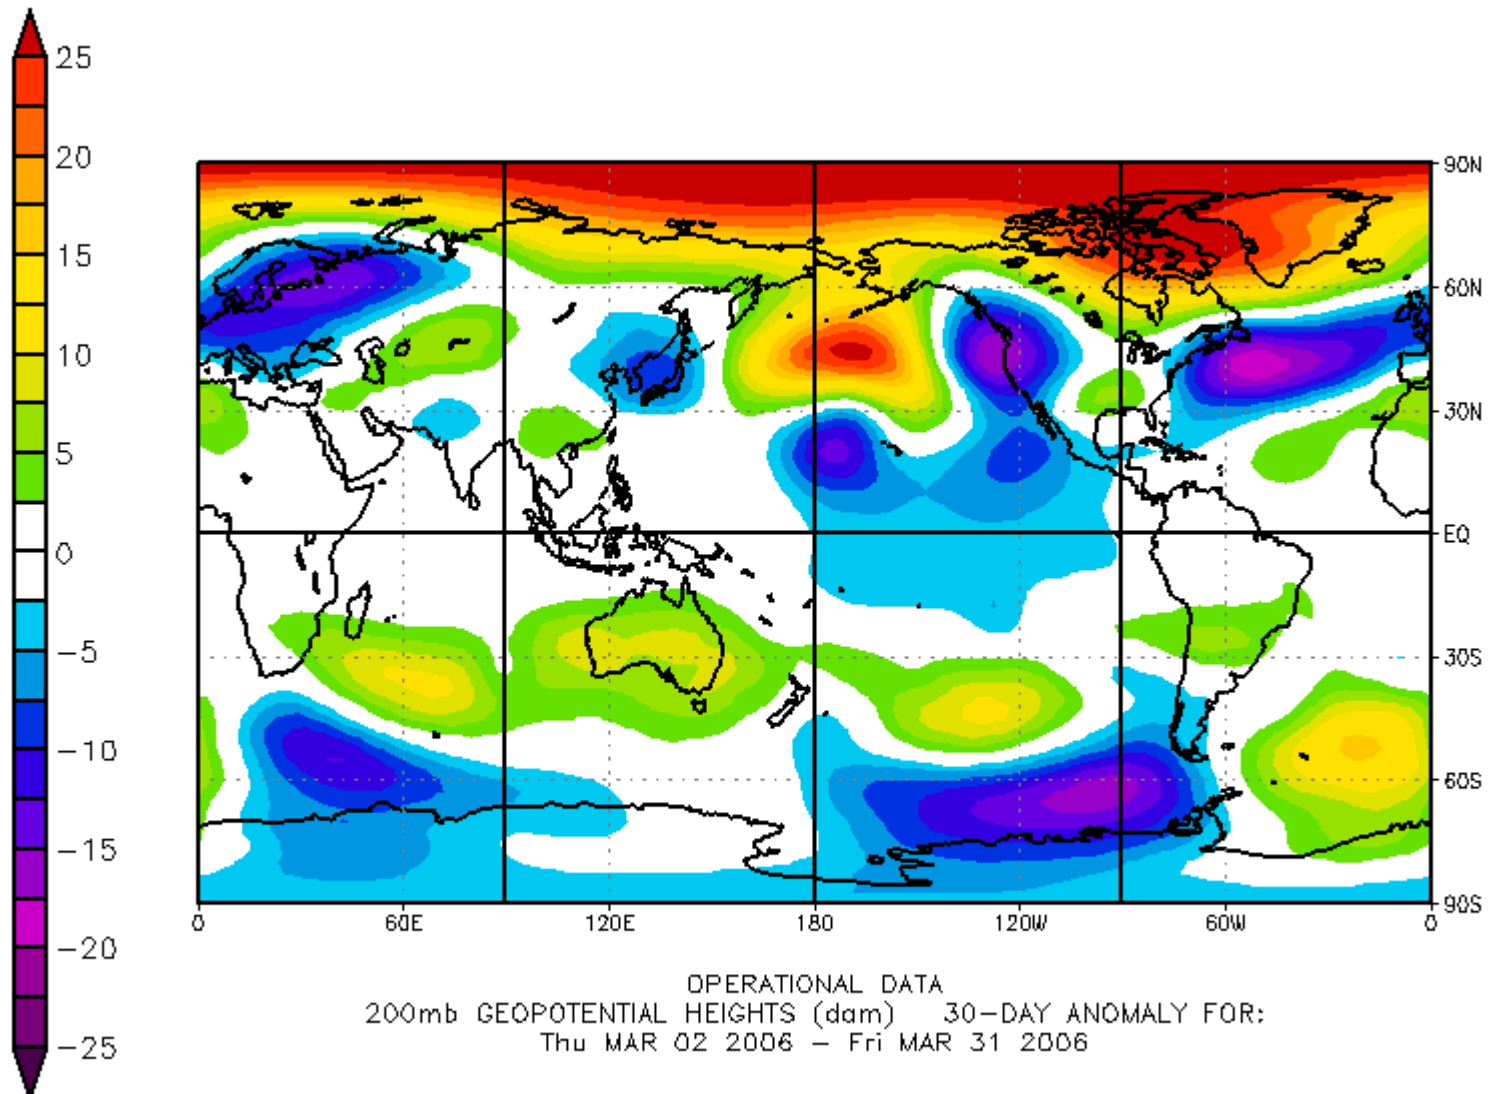 25
20
15
10
5
0
-5
-10
-15
-20
-25
90N
60N
30N
EQ
30S
60S
90S
0 60E 120E 180 120W 60W 0
OPERATIONAL DATA
200mb GEOPOTENTIAL HEIGHTS (dam) 30-DAY ANOMALY FOR:
Thu MAR 02 2006 - Fri MAR 31 2006